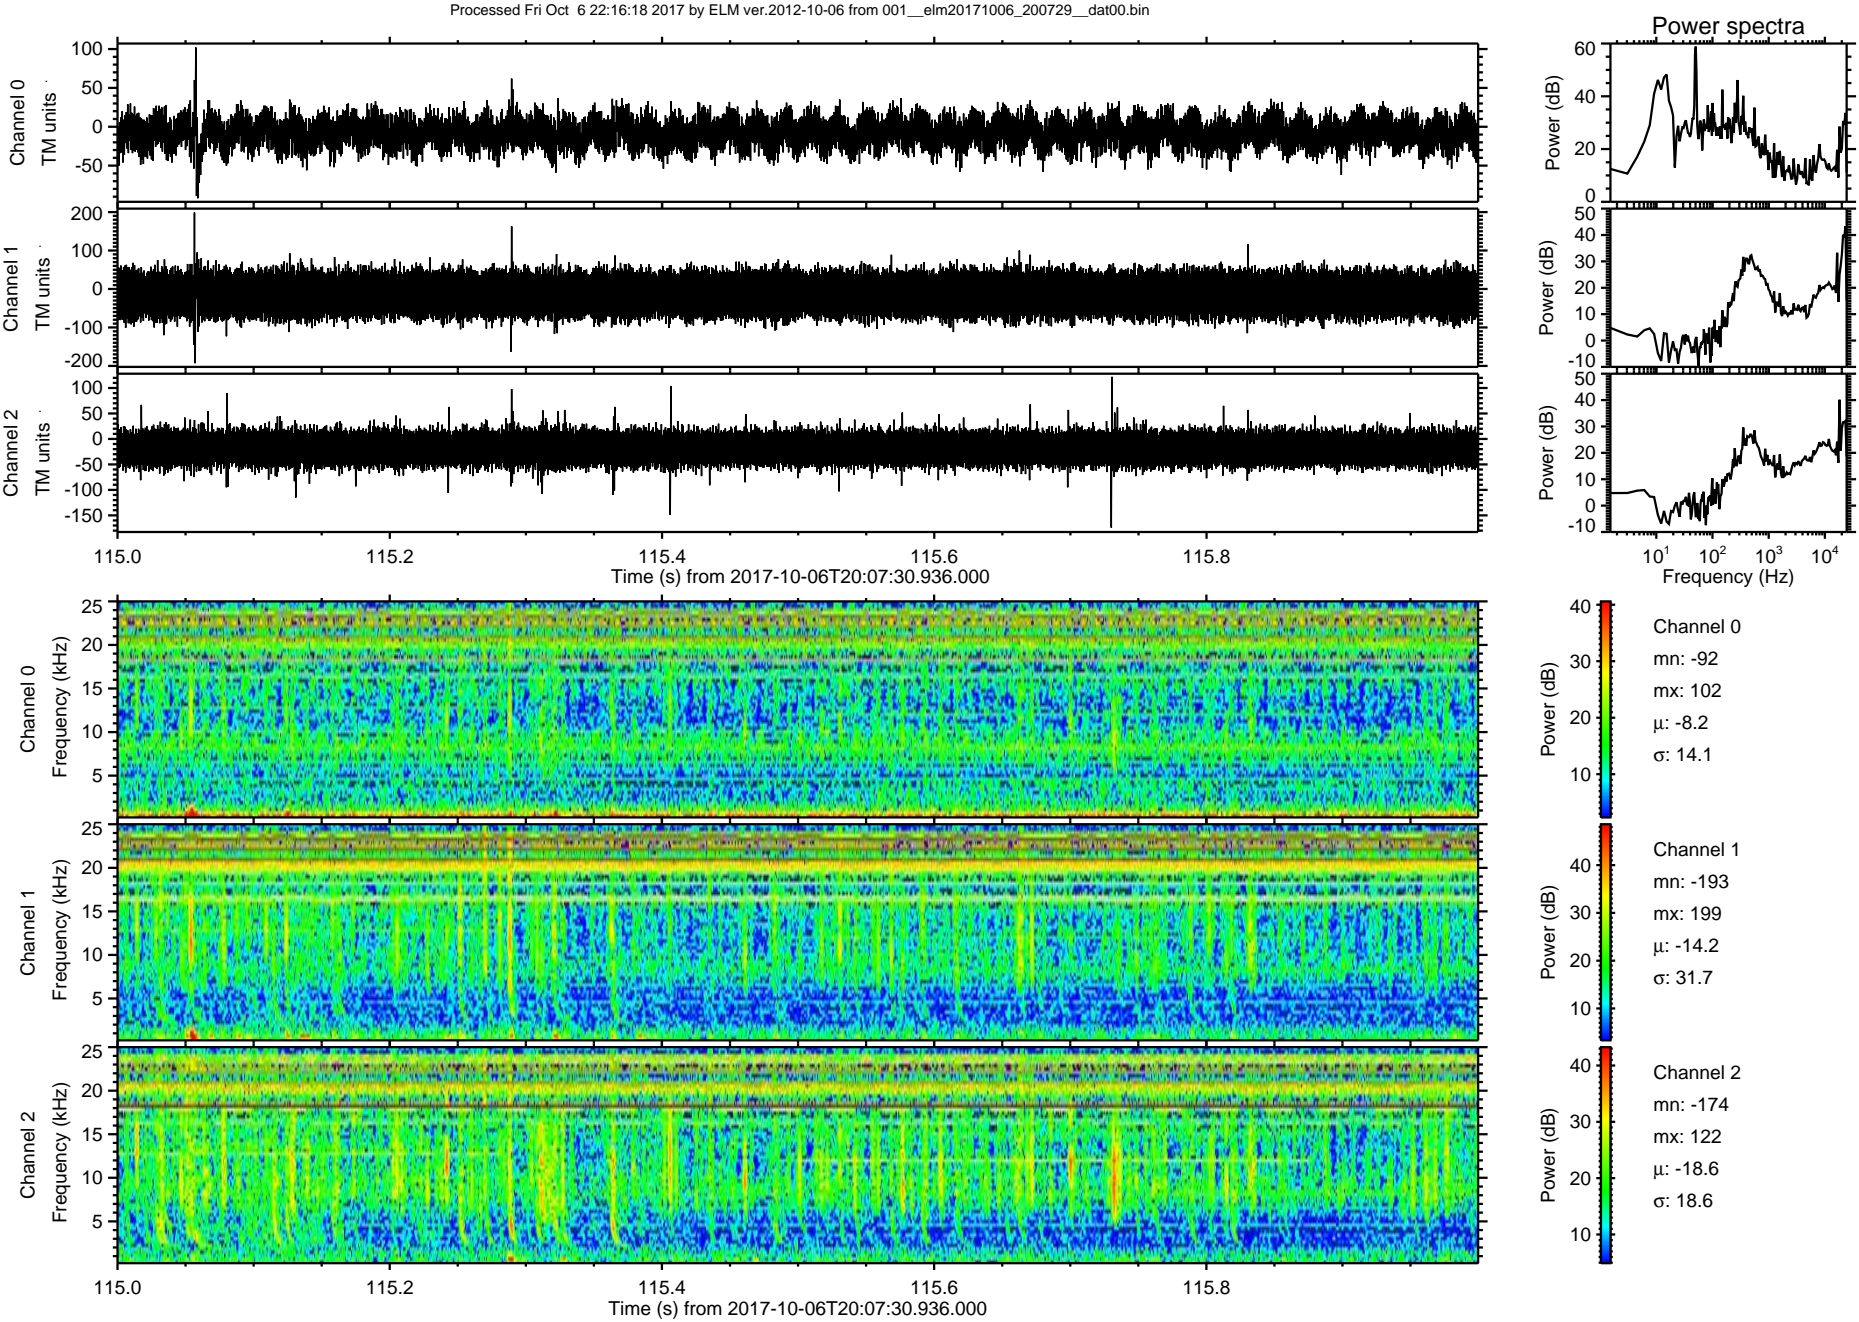 Processed Fri Oct  6 22:16:18 2017 by ELM ver.2012-10-06 from 001__elm20171006_200729__dat00.bin
Power spectra
Channel 0
TM units
100
50
0
-50
Power (dB)
60
40
20
0
Channel 1
TM units
200
100
0
-100
-200
Power (dB)
50
40
30
20
10
0
-10
Channel 2
TM units
100
50
0
-50
-100
-150
Power (dB)
50
40
30
20
10
0
-10
115.0 115.2 115.4 115.6 115.8
Time (s) from 2017-10-06T20:07:30.936.000
10¹ 10² 10³ 10⁴
Frequency (Hz)
Channel 0
Frequency (kHz)
25
20
15
10
5
Power (dB)
40
30
20
10
Channel 0
mn: -92
mx: 102
μ: -8.2
σ: 14.1
Channel 1
Frequency (kHz)
25
20
15
10
5
Power (dB)
40
30
20
10
Channel 1
mn: -193
mx: 199
μ: -14.2
σ: 31.7
Channel 2
Frequency (kHz)
25
20
15
10
5
Power (dB)
40
30
20
10
Channel 2
mn: -174
mx: 122
μ: -18.6
σ: 18.6
115.0 115.2 115.4 115.6 115.8
Time (s) from 2017-10-06T20:07:30.936.000